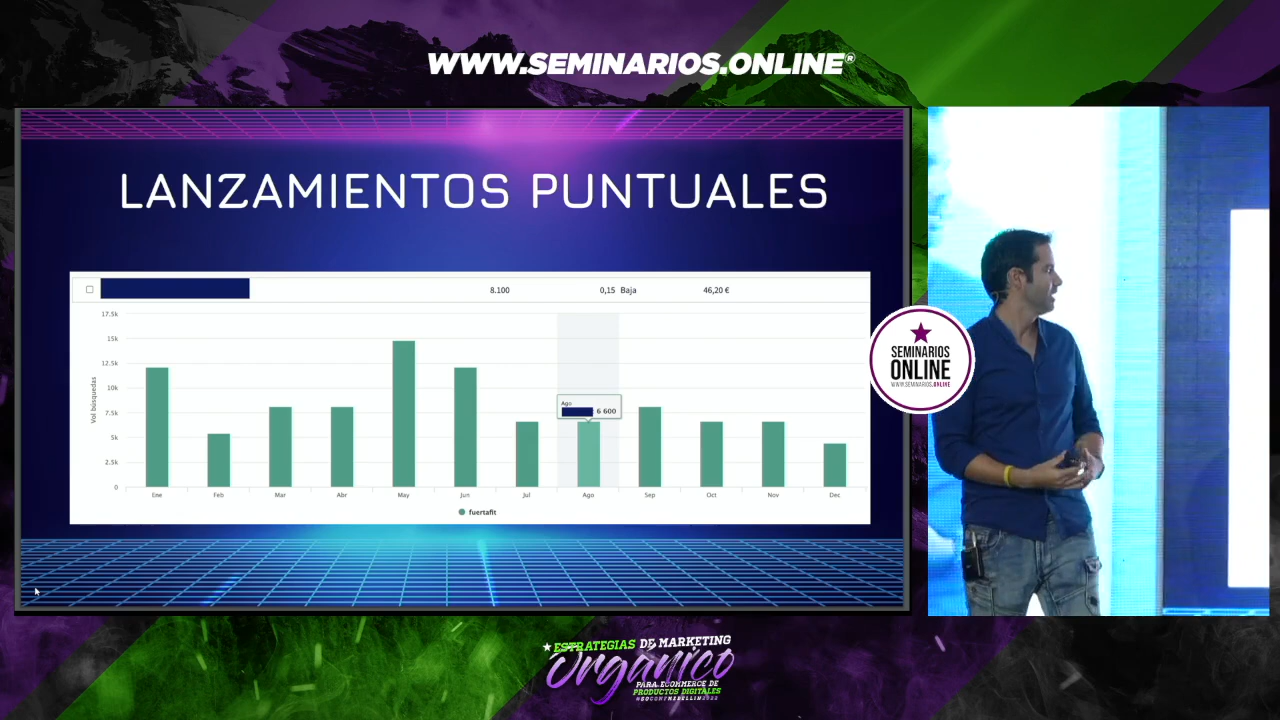 WWW.SEMINARIOS.ONLINE®
LANZAMIENTOS PUNTUALES
8.100 0,15 Baja 46,20 €
17.5k
15k
12.5k
10k
7.5k
5k
2.5k
0
Vol búsquedas
Ago
6 600
Ene Feb Mar Abr May Jun Jul Ago Sep Oct Nov Dec
fuertafit
SEMINARIOS
ONLINE
WWW.SEMINARIOS.ONLINE
ESTRATEGIAS DE MARKETING
Orgánico
PARA ECOMMERCE DE
PRODUCTOS DIGITALES